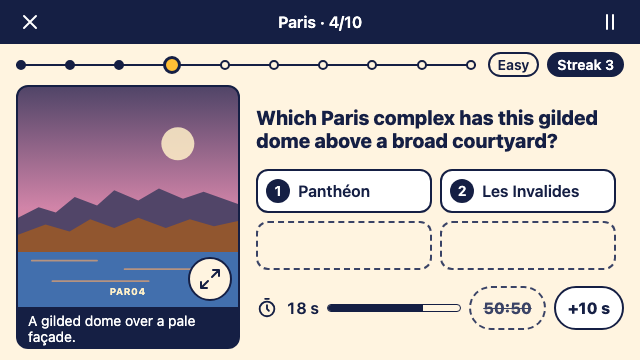 Paris · 4/10
Easy
Streak 3
PAR04
A gilded dome over a pale
façade.
Which Paris complex has this gilded
dome above a broad courtyard?
1 Panthéon
2 Les Invalides
18 s
50:50
+10 s